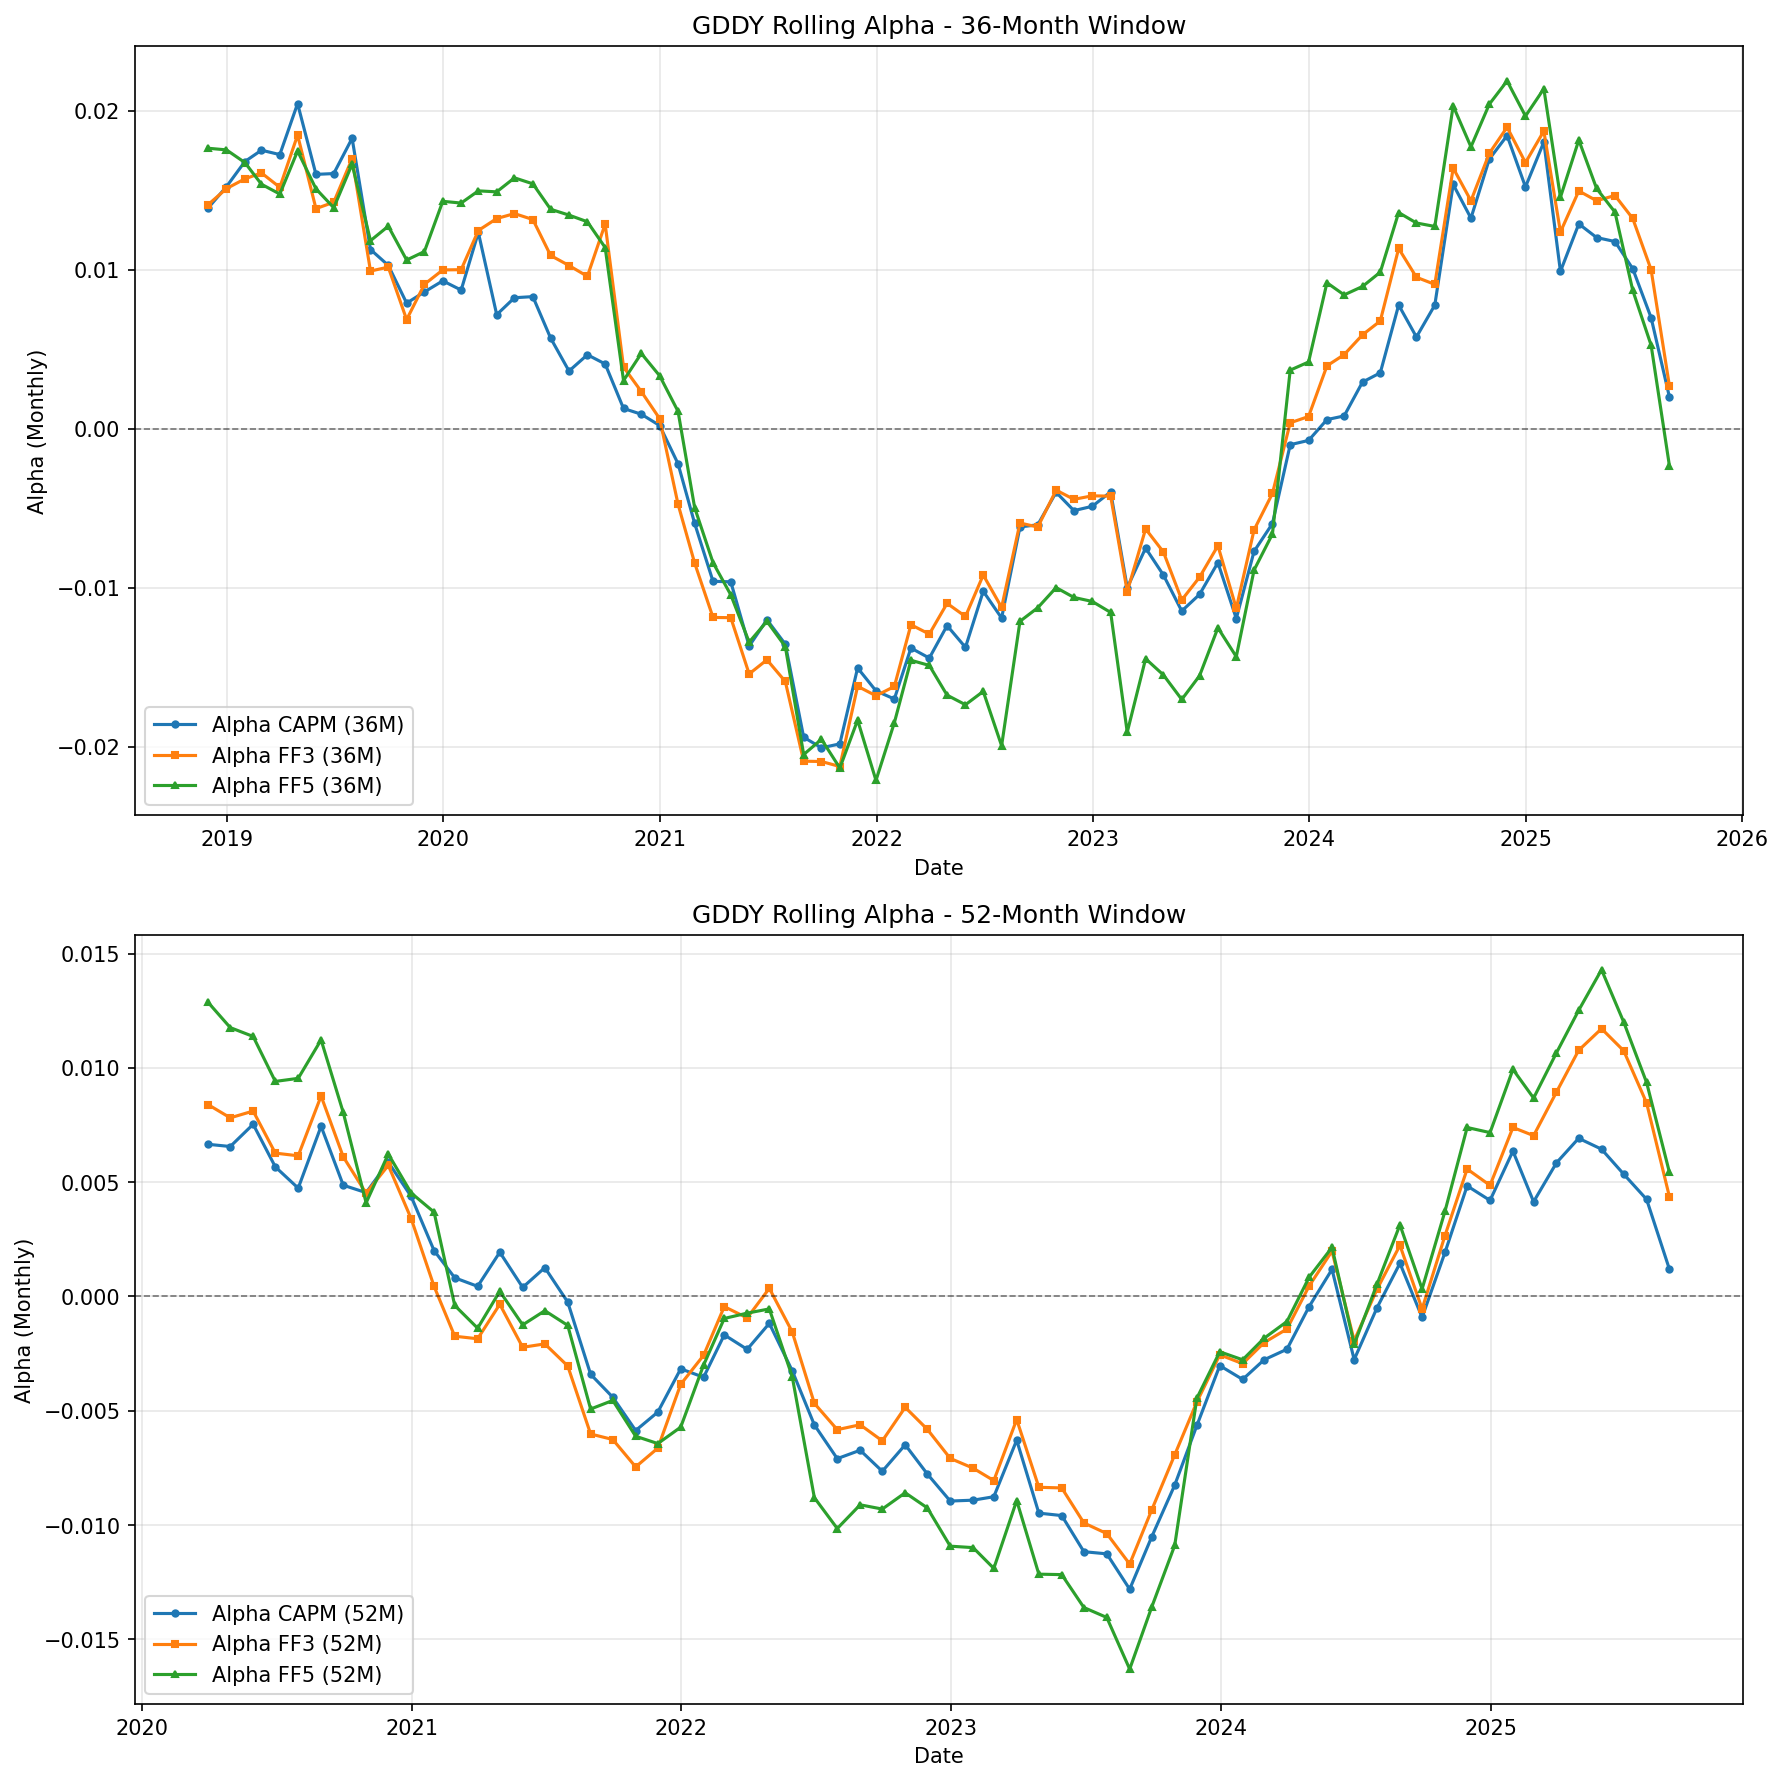 GDDY Rolling Alpha - 36-Month Window
0.02
0.01
0.00
−0.01
−0.02
Alpha (Monthly)
Alpha CAPM (36M)
Alpha FF3 (36M)
Alpha FF5 (36M)
2019 2020 2021 2022 2023 2024 2025 2026
Date
GDDY Rolling Alpha - 52-Month Window
0.015
0.010
0.005
0.000
−0.005
−0.010
−0.015
Alpha (Monthly)
Alpha CAPM (52M)
Alpha FF3 (52M)
Alpha FF5 (52M)
2020 2021 2022 2023 2024 2025
Date